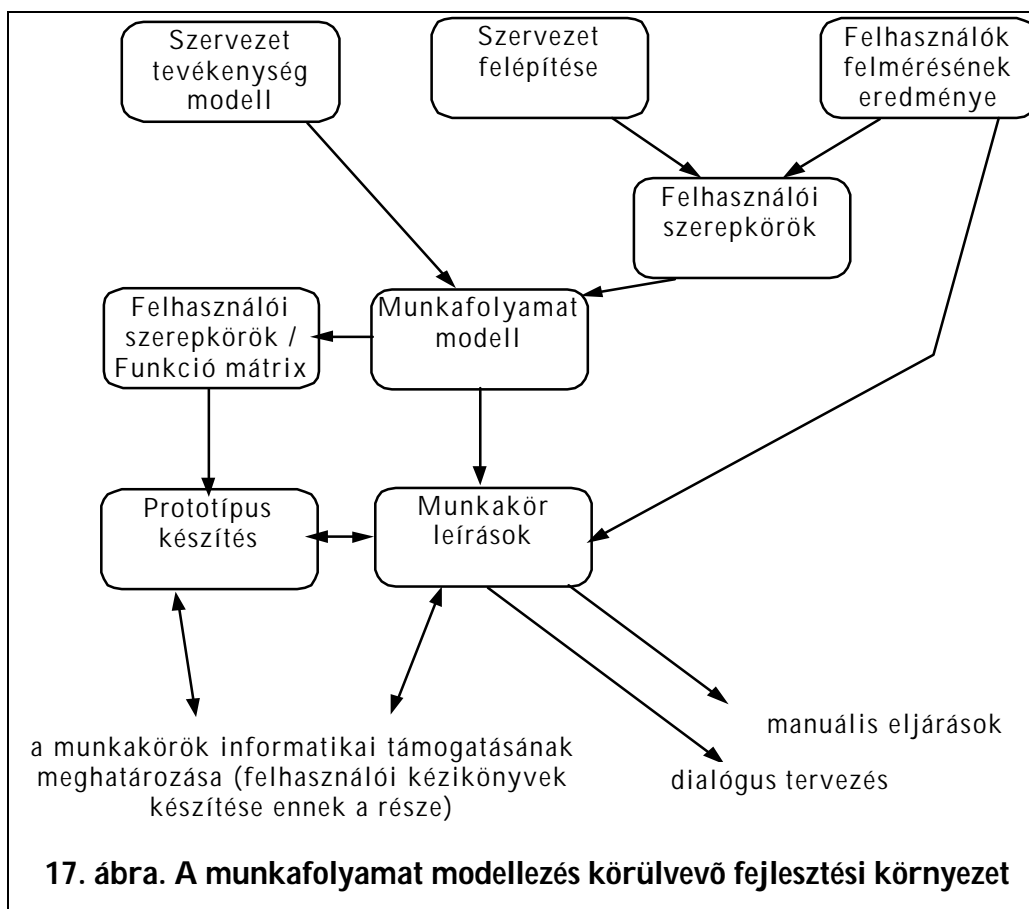 Szervezet
tevékenység
modell
Szervezet
felépítése
Felhasználók
felmérésének
eredménye
Felhasználói
szerepkörök
Felhasználói
szerepkörök /
Funkció mátrix
Munkafolyamat
modell
Prototípus
készítés
Munkakör
leírások
a munkakörök informatikai támogatásának
meghatározása (felhasználói kézikönyvek
készítése ennek a része)
manuális eljárások
dialógus tervezés
17. ábra. A munkafolyamat modellezés körülvevõ fejlesztési környezet